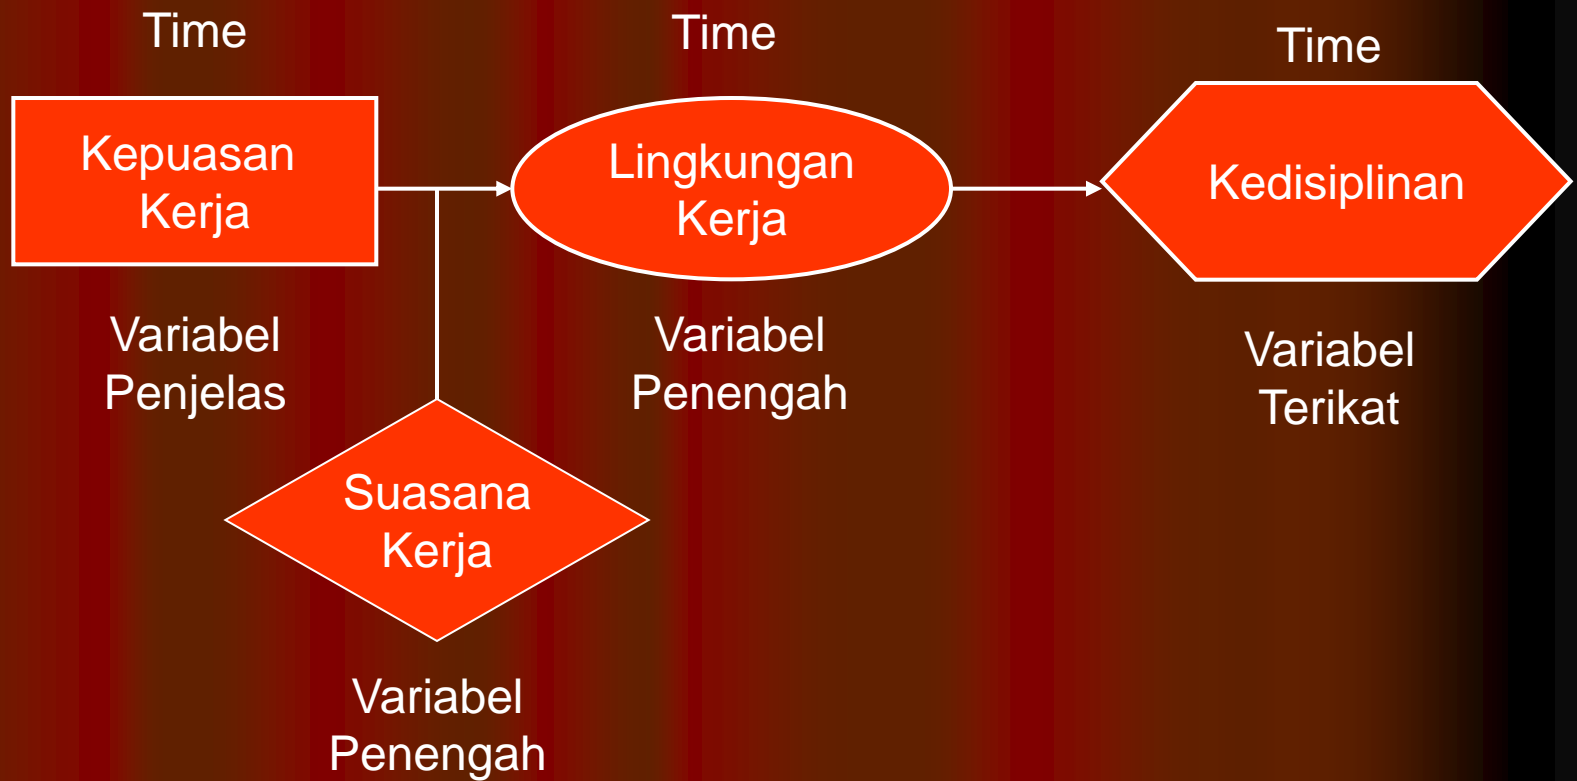 Time
Time
Time
Kepuasan
Kerja
Lingkungan
Kerja
Kedisiplinan
Variabel
Penjelas
Variabel
Penengah
Variabel
Terikat
Suasana
Kerja
Variabel
Penengah